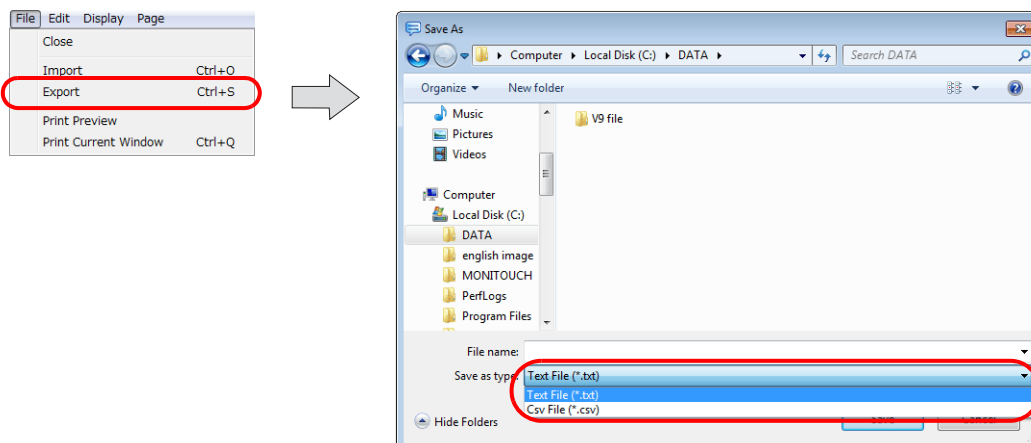 File Edit Display Page
Close
Import Ctrl+O
Export Ctrl+S
Print Preview
Print Current Window Ctrl+Q
Save As
Computer Local Disk (C:) DATA
Search DATA
Organize New folder
Music
Pictures
Videos
Computer
Local Disk (C:)
DATA
english image
MONITOUCH
PerfLogs
Program Files
V9 file
File name:
Save as type: Text File (*.txt)
Text File (*.txt)
Csv File (*.csv)
Hide Folders
Save Cancel